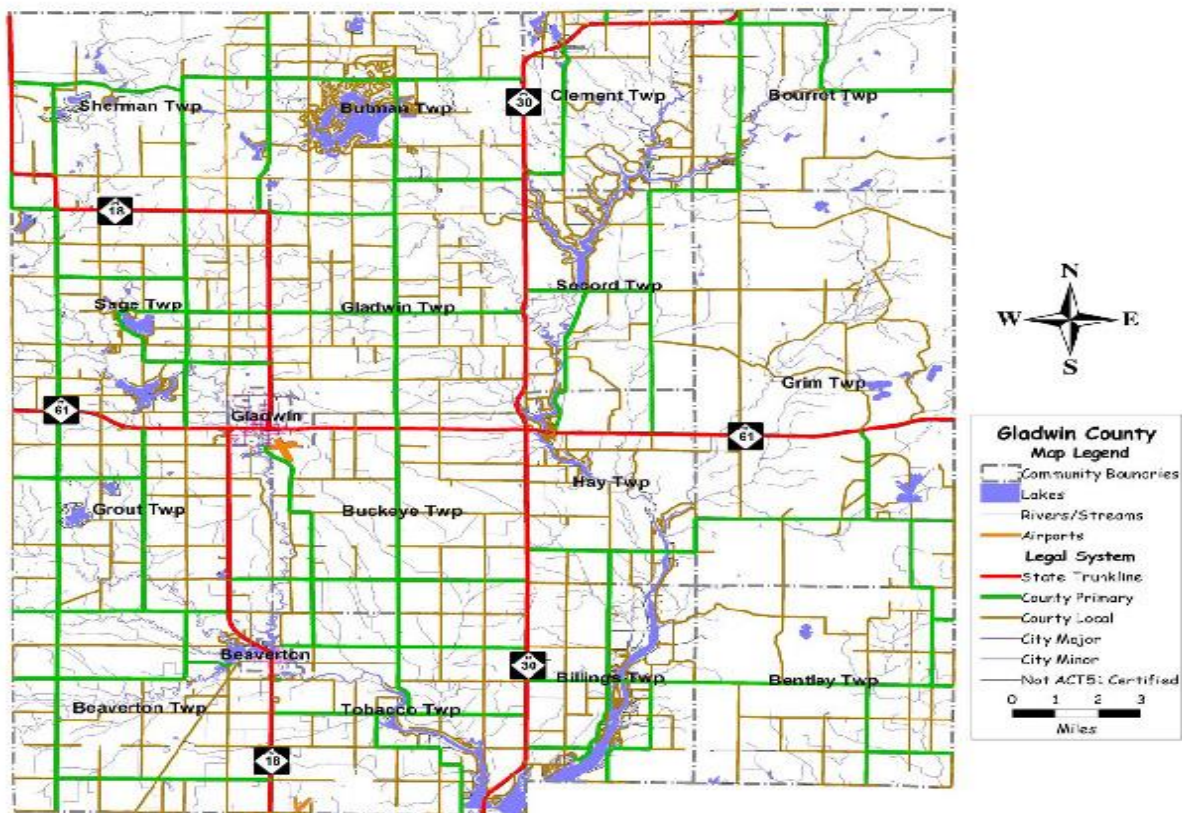 30
Sherman Twp
Butman Twp
Clement Twp
Bourret Twp
18
Sage Twp
Gladwin Twp
Secord Twp
Grim Twp
61
Gladwin
61
Hay Twp
Grout Twp
Buckeye Twp
Beaverton
30
Billings Twp
Bentley Twp
Beaverton Twp
Tobacco Twp
18
N
W
E
S
Gladwin County
Map Legend
Community Boundaries
Lakes
Rivers/Streams
Airports
Legal System
State Trunkline
County Primary
County Local
City Major
City Minor
Not ACT51 Certified
0 1 2 3
Miles